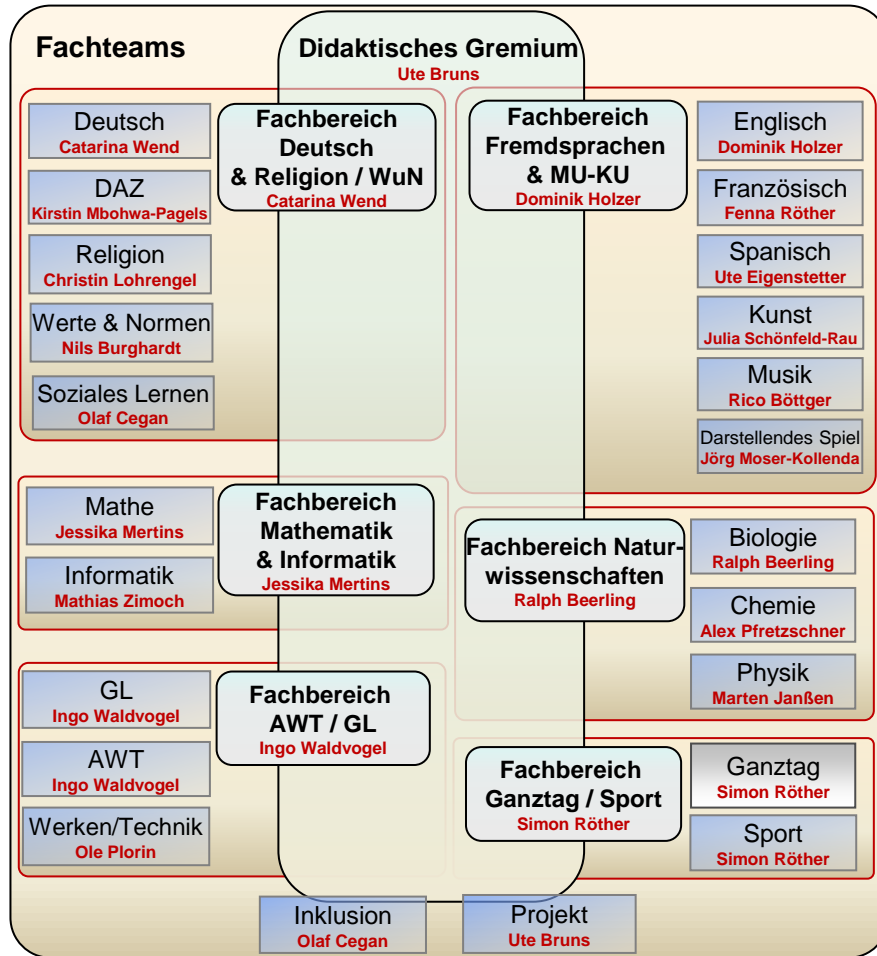 Fachteams
Didaktisches Gremium
Ute Bruns
Deutsch
Catarina Wend
DAZ
Kirstin Mbohwa-Pagels
Religion
Christin Lohrengel
Werte & Normen
Nils Burghardt
Soziales Lernen
Olaf Cegan
Fachbereich
Deutsch
& Religion / WuN
Catarina Wend
Fachbereich
Fremdsprachen
& MU-KU
Dominik Holzer
Englisch
Dominik Holzer
Französisch
Fenna Röther
Spanisch
Ute Eigenstetter
Kunst
Julia Schönfeld-Rau
Musik
Rico Böttger
Darstellendes Spiel
Jörg Moser-Kollenda
Mathe
Jessika Mertins
Informatik
Mathias Zimoch
Fachbereich
Mathematik
& Informatik
Jessika Mertins
Fachbereich Natur-
wissenschaften
Ralph Beerling
Biologie
Ralph Beerling
Chemie
Alex Pfretzschner
Physik
Marten Janßen
GL
Ingo Waldvogel
AWT
Ingo Waldvogel
Werken/Technik
Ole Plorin
Fachbereich
AWT / GL
Ingo Waldvogel
Fachbereich
Ganztag / Sport
Simon Röther
Ganztag
Simon Röther
Sport
Simon Röther
Inklusion
Olaf Cegan
Projekt
Ute Bruns